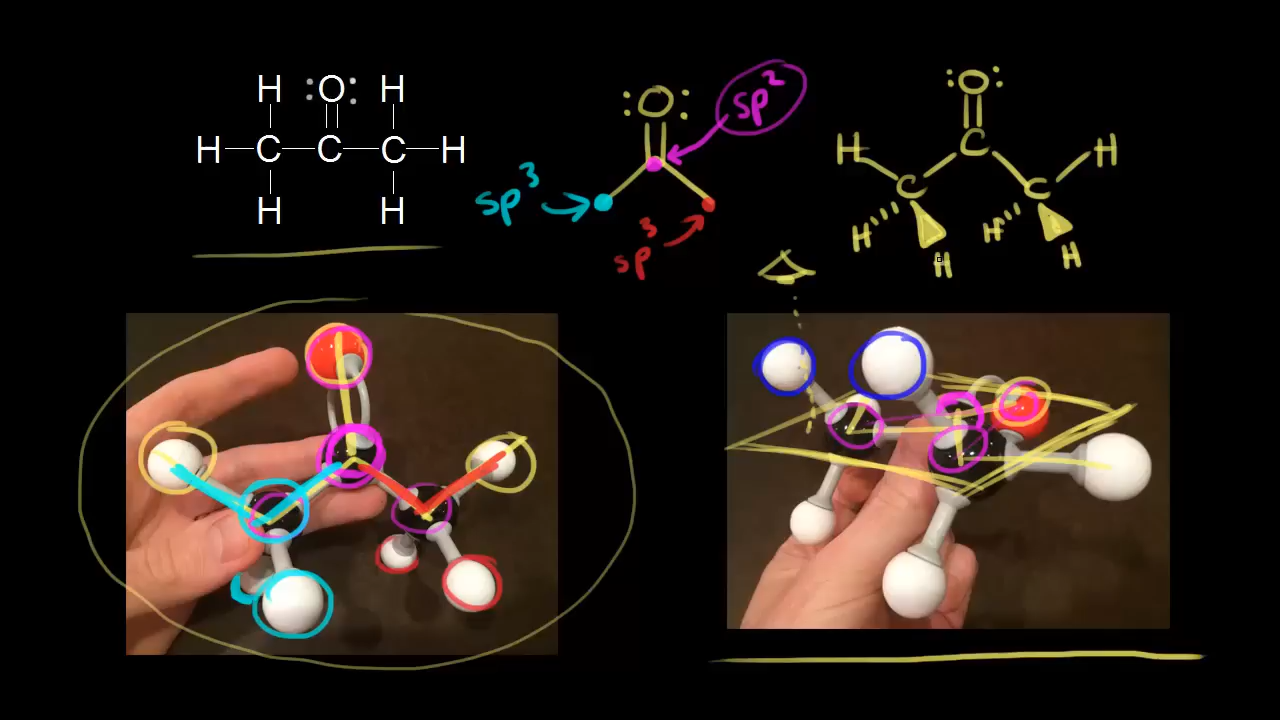 H :O: H
H C C C H
H H
:O:
sp²
sp³
sp³
:O:
H C H
C C
H H H H